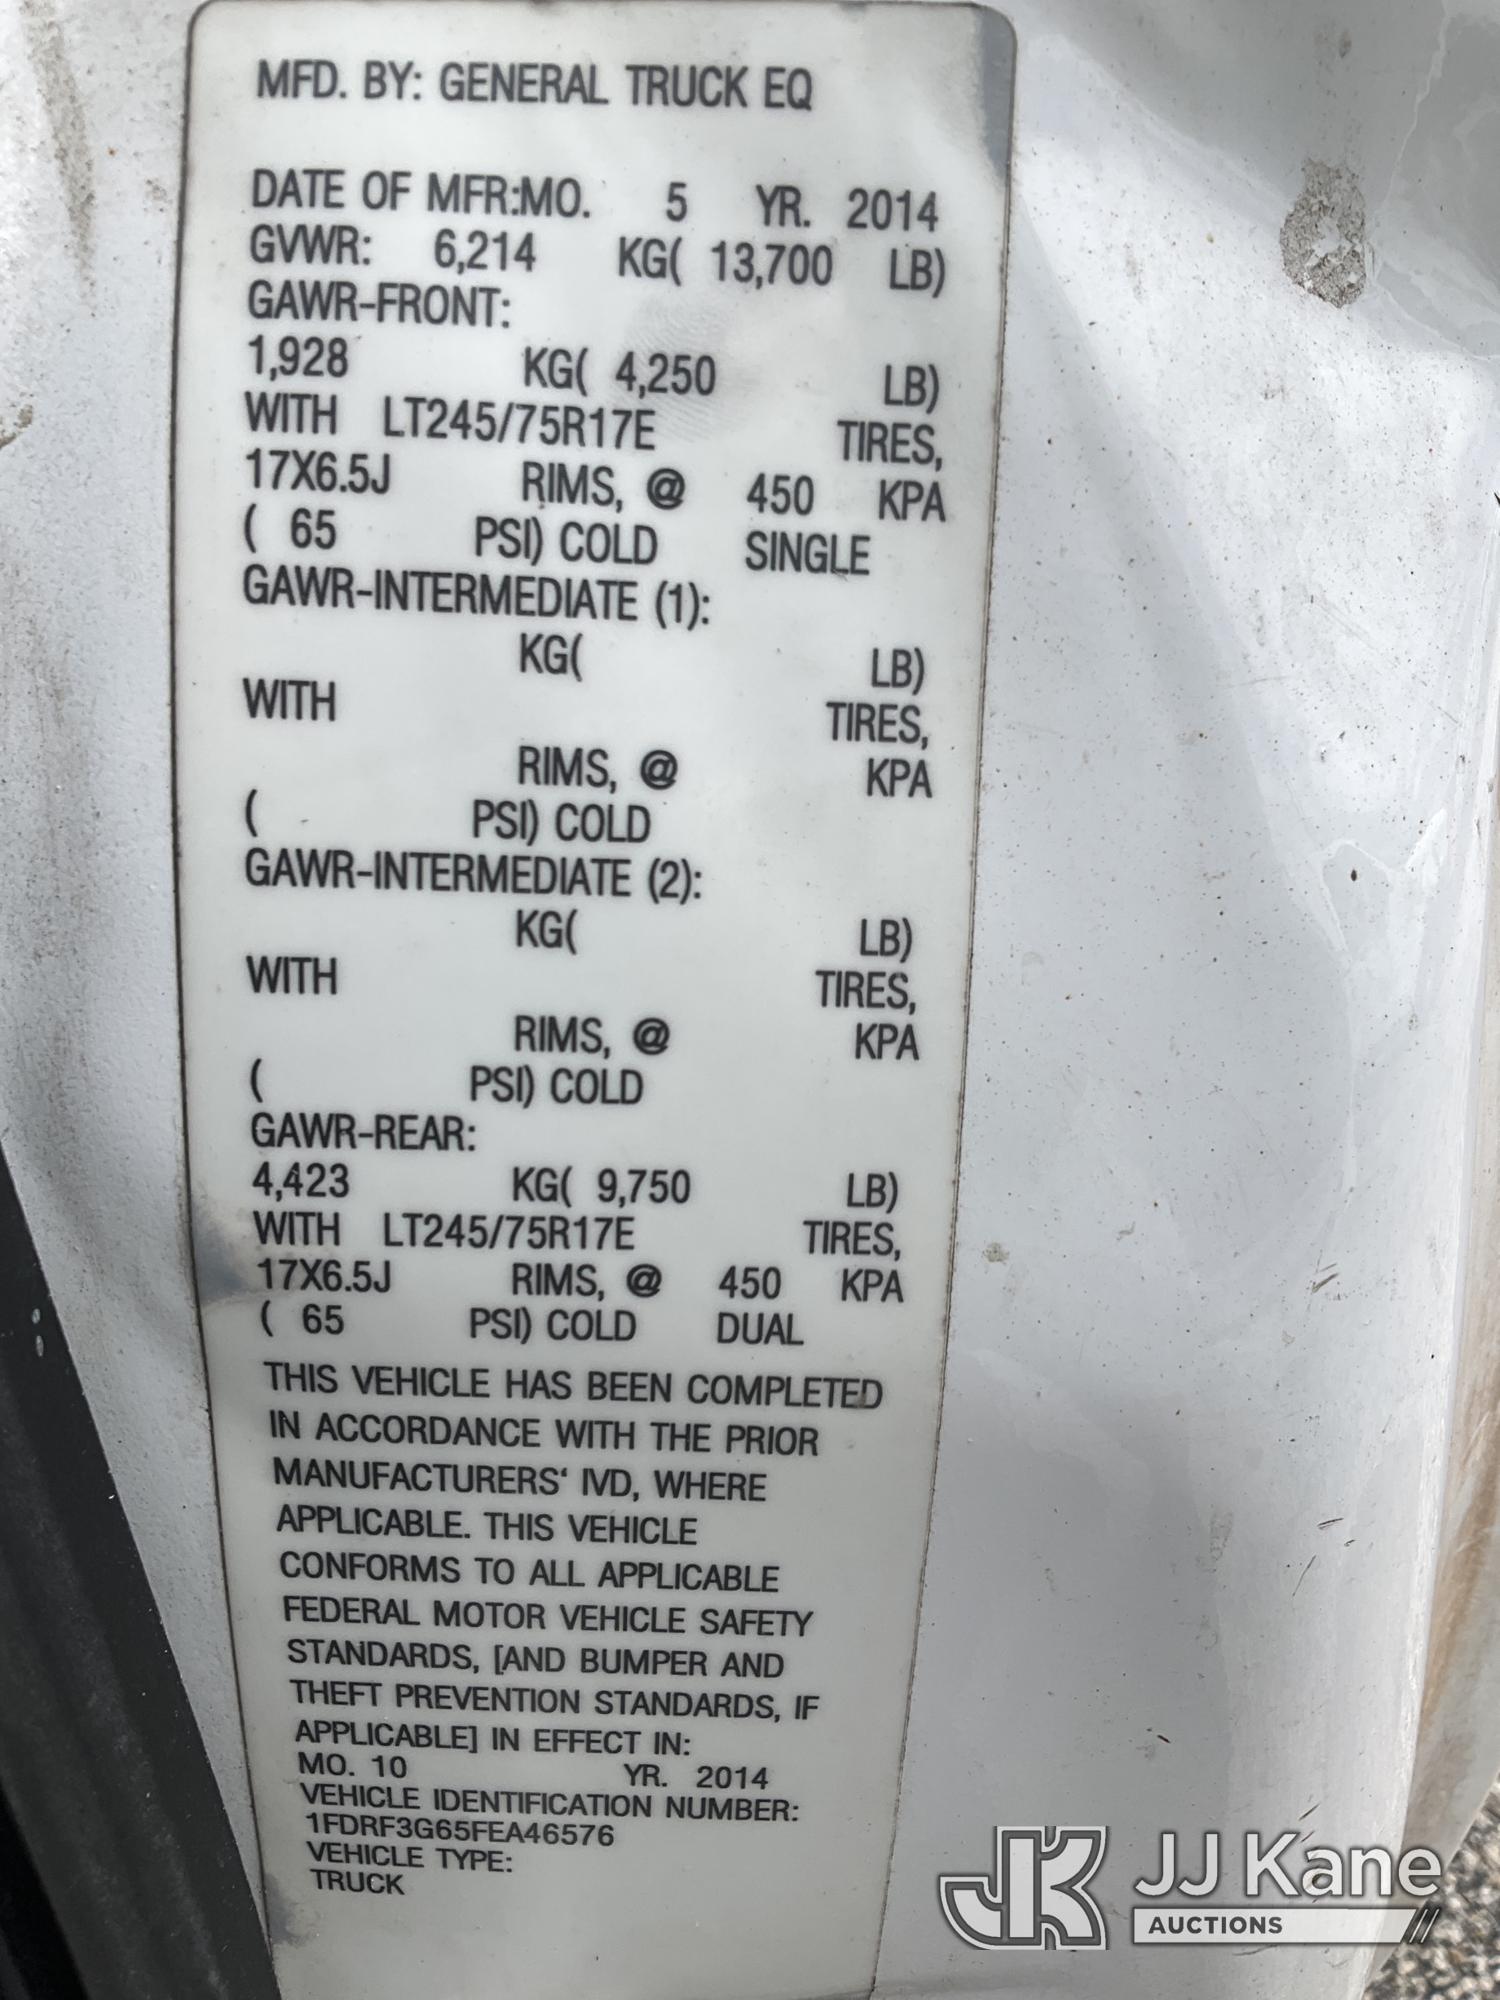 MFD. BY: GENERAL TRUCK EQ
DATE OF MFR:MO. 5 YR. 2014
GVWR: 6,214 KG( 13,700 LB)
GAWR-FRONT:
1,928 KG( 4,250 LB)
WITH LT245/75R17E TIRES,
17X6.5J RIMS, @ 450 KPA
( 65 PSI) COLD SINGLE
GAWR-INTERMEDIATE (1):
KG( LB)
WITH TIRES,
RIMS, @ KPA
( PSI) COLD
GAWR-INTERMEDIATE (2):
KG( LB)
WITH TIRES,
RIMS, @ KPA
( PSI) COLD
GAWR-REAR:
4,423 KG( 9,750 LB)
WITH LT245/75R17E TIRES,
17X6.5J RIMS, @ 450 KPA
( 65 PSI) COLD DUAL
THIS VEHICLE HAS BEEN COMPLETED
IN ACCORDANCE WITH THE PRIOR
MANUFACTURERS‘ IVD, WHERE
APPLICABLE. THIS VEHICLE
CONFORMS TO ALL APPLICABLE
FEDERAL MOTOR VEHICLE SAFETY
STANDARDS, [AND BUMPER AND
THEFT PREVENTION STANDARDS, IF
APPLICABLE] IN EFFECT IN:
MO. 10 YR. 2014
VEHICLE IDENTIFICATION NUMBER:
1FDRF3G65FEA46576
VEHICLE TYPE:
TRUCK
JK JJ Kane
AUCTIONS